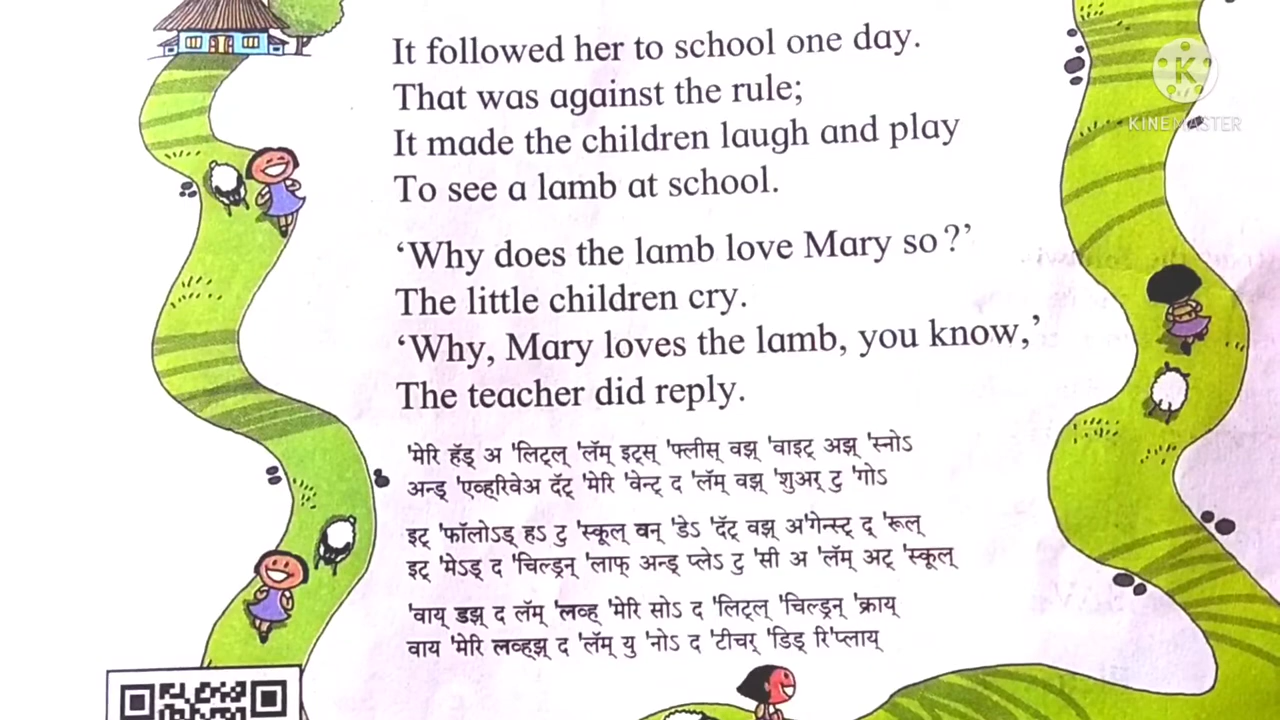 It followed her to school one day.
That was against the rule;
It made the children laugh and play
To see a lamb at school.
‘Why does the lamb love Mary so?’
The little children cry.
‘Why, Mary loves the lamb, you know,’
The teacher did reply.
'मेरि हॅड् अ 'लिट्ल् 'लॅम् इट्स् 'फ्लीस् वझ् 'वाइट् अझ् 'स्नोऽ
अन्ड् 'एव्हरिवेअ दॅट् 'मेरि 'वेन्ट् द 'लॅम् वझ् 'शुअर् टु 'गोऽ
इट् 'फॉलोऽड् हऽ टु 'स्कूल् वन् 'डेऽ 'दॅट् वझ् अ'गेन्स्ट् द् 'रूल्
इट् 'मेऽड् द 'चिल्ड्रन् 'लाफ् अन्ड् प्लेऽ टु 'सी अ 'लॅम् अट् 'स्कूल्
'वाय् डझ् द लॅम् 'लव्ह् 'मेरि सोऽ द 'लिट्ल् 'चिल्ड्रन् 'क्राय्
वाय 'मेरि लव्ह्झ् द 'लॅम् यु 'नोऽ द 'टीचर् 'डिड् रि'प्लाय्
K
KINEMASTER